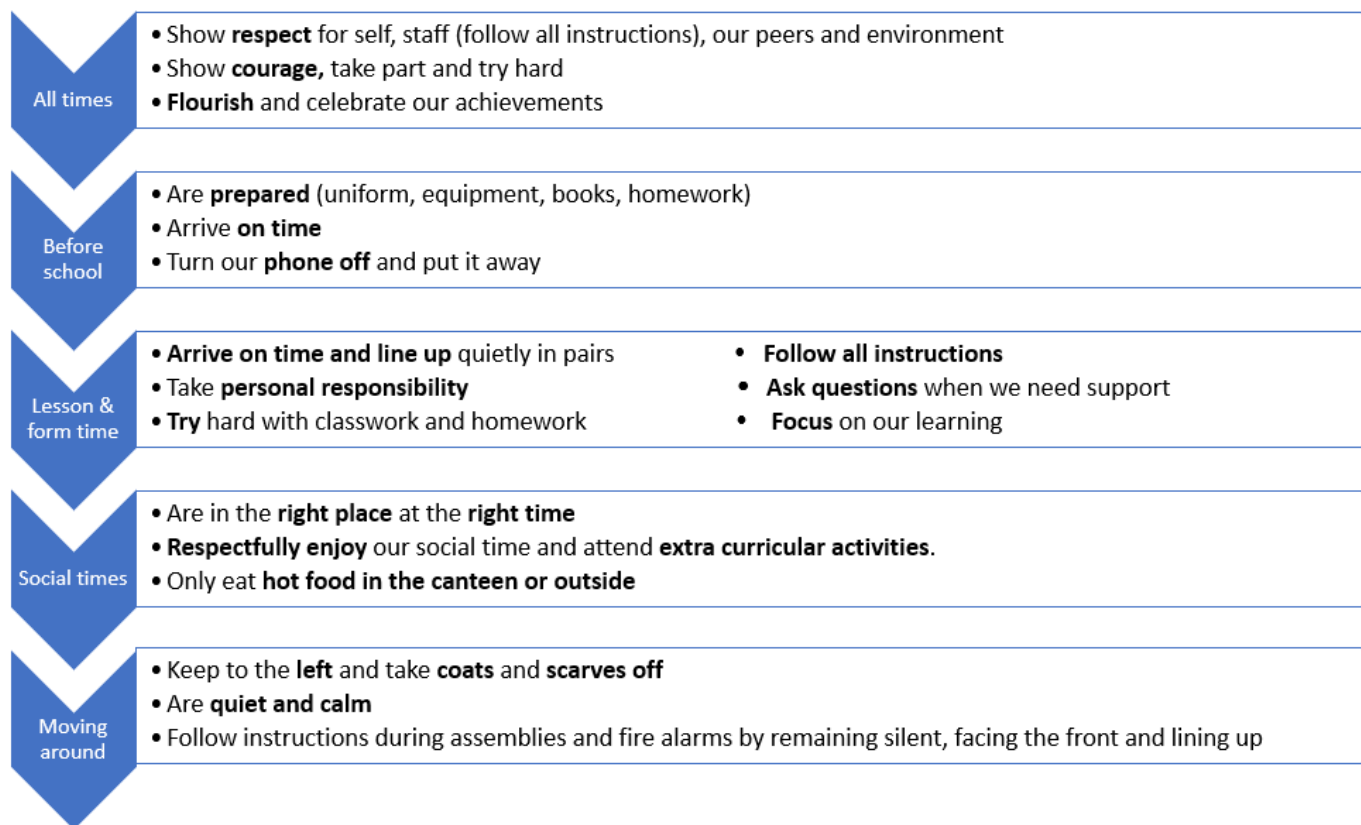 All times
• Show respect for self, staff (follow all instructions), our peers and environment
• Show courage, take part and try hard
• Flourish and celebrate our achievements
Before
school
• Are prepared (uniform, equipment, books, homework)
• Arrive on time
• Turn our phone off and put it away
Lesson &
form time
• Arrive on time and line up quietly in pairs
• Take personal responsibility
• Try hard with classwork and homework
• Follow all instructions
• Ask questions when we need support
• Focus on our learning
Social times
• Are in the right place at the right time
• Respectfully enjoy our social time and attend extra curricular activities.
• Only eat hot food in the canteen or outside
Moving
around
• Keep to the left and take coats and scarves off
• Are quiet and calm
• Follow instructions during assemblies and fire alarms by remaining silent, facing the front and lining up